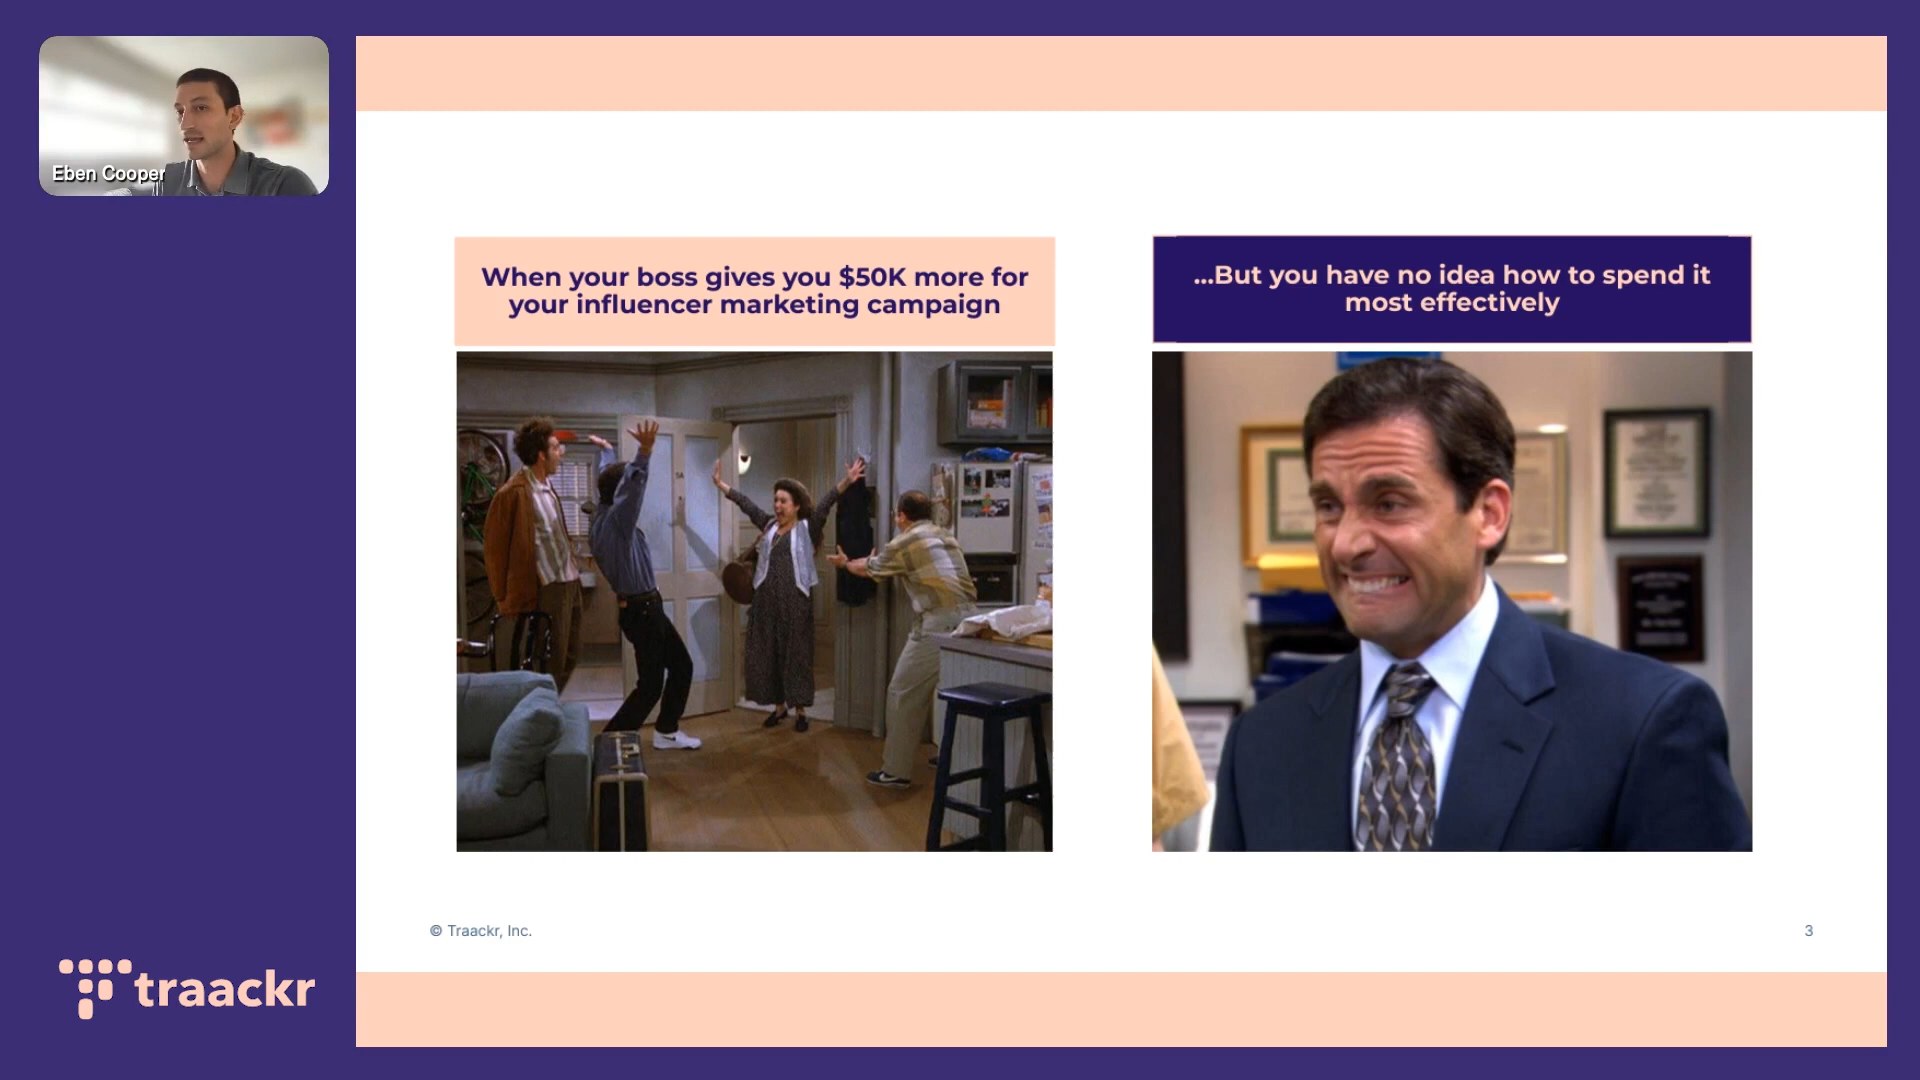 Eben Cooper
When your boss gives you $50K more for
your influencer marketing campaign
...But you have no idea how to spend it
most effectively
5A
© Traackr, Inc.
3
traackr